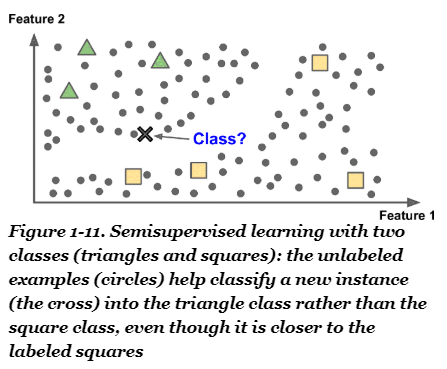 Feature 2
Class?
Feature 1
Figure 1-11. Semisupervised learning with two
classes (triangles and squares): the unlabeled
examples (circles) help classify a new instance
(the cross) into the triangle class rather than the
square class, even though it is closer to the
labeled squares